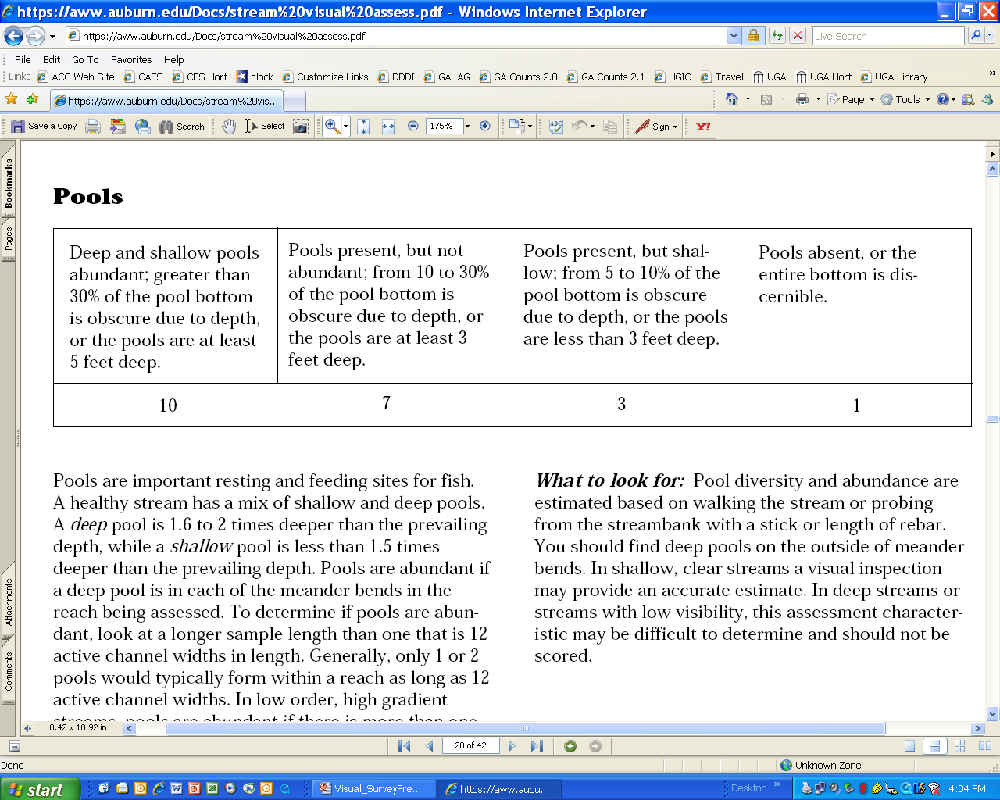 https://aww.auburn.edu/Docs/stream%20visual%20assess.pdf - Windows Internet Explorer
https://aww.auburn.edu/Docs/stream%20visual%20assess.pdf
Live Search
File Edit Go To Favorites Help
Links ACC Web Site CAES CES Hort clock Customize Links DDDI GA AG GA Counts 2.0 GA Counts 2.1 HGIC Travel UGA UGA Hort UGA Library »
https://aww.auburn.edu/Docs/stream%20vis...
Page Tools
Save a Copy Search Select 175% ABC Sign Y!
Bookmarks
Pages
Attachments
Comments
Pools
Deep and shallow pools
abundant; greater than
30% of the pool bottom
is obscure due to depth,
or the pools are at least
5 feet deep.
Pools present, but not
abundant; from 10 to 30%
of the pool bottom is
obscure due to depth, or
the pools are at least 3
feet deep.
Pools present, but shal-
low; from 5 to 10% of the
pool bottom is obscure
due to depth, or the pools
are less than 3 feet deep.
Pools absent, or the
entire bottom is dis-
cernible.
10 7 3 1
Pools are important resting and feeding sites for fish.
A healthy stream has a mix of shallow and deep pools.
A deep pool is 1.6 to 2 times deeper than the prevailing
depth, while a shallow pool is less than 1.5 times
deeper than the prevailing depth. Pools are abundant if
a deep pool is in each of the meander bends in the
reach being assessed. To determine if pools are abun-
dant, look at a longer sample length than one that is 12
active channel widths in length. Generally, only 1 or 2
pools would typically form within a reach as long as 12
active channel widths. In low order, high gradient
streams, pools are abundant if there is more than one
What to look for: Pool diversity and abundance are
estimated based on walking the stream or probing
from the streambank with a stick or length of rebar.
You should find deep pools on the outside of meander
bends. In shallow, clear streams a visual inspection
may provide an accurate estimate. In deep streams or
streams with low visibility, this assessment character-
istic may be difficult to determine and should not be
scored.
8.42 x 10.92 in
20 of 42
Done
Unknown Zone
start
Visual_SurveyPre...
https://aww.aubu...
Desktop »
4:04 PM